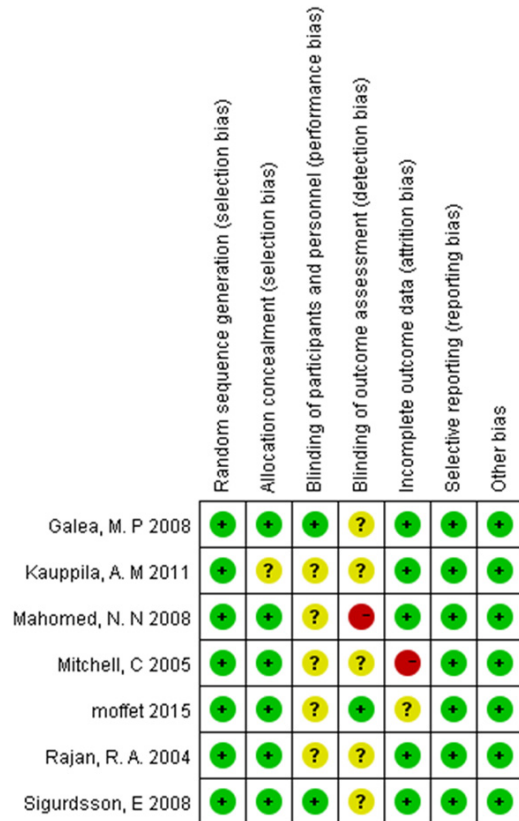 Random sequence generation (selection bias)
Allocation concealment (selection bias)
Blinding of participants and personnel (performance bias)
Blinding of outcome assessment (detection bias)
Incomplete outcome data (attrition bias)
Selective reporting (reporting bias)
Other bias
Galea, M. P 2008 + + + ? + + +
Kauppila, A. M 2011 + ? ? ? + + +
Mahomed, N. N 2008 + + ? - + + +
Mitchell, C 2005 + + ? ? - + +
moffet 2015 + + ? + ? + +
Rajan, R. A. 2004 + + ? ? + + +
Sigurdsson, E 2008 + + + ? + + +